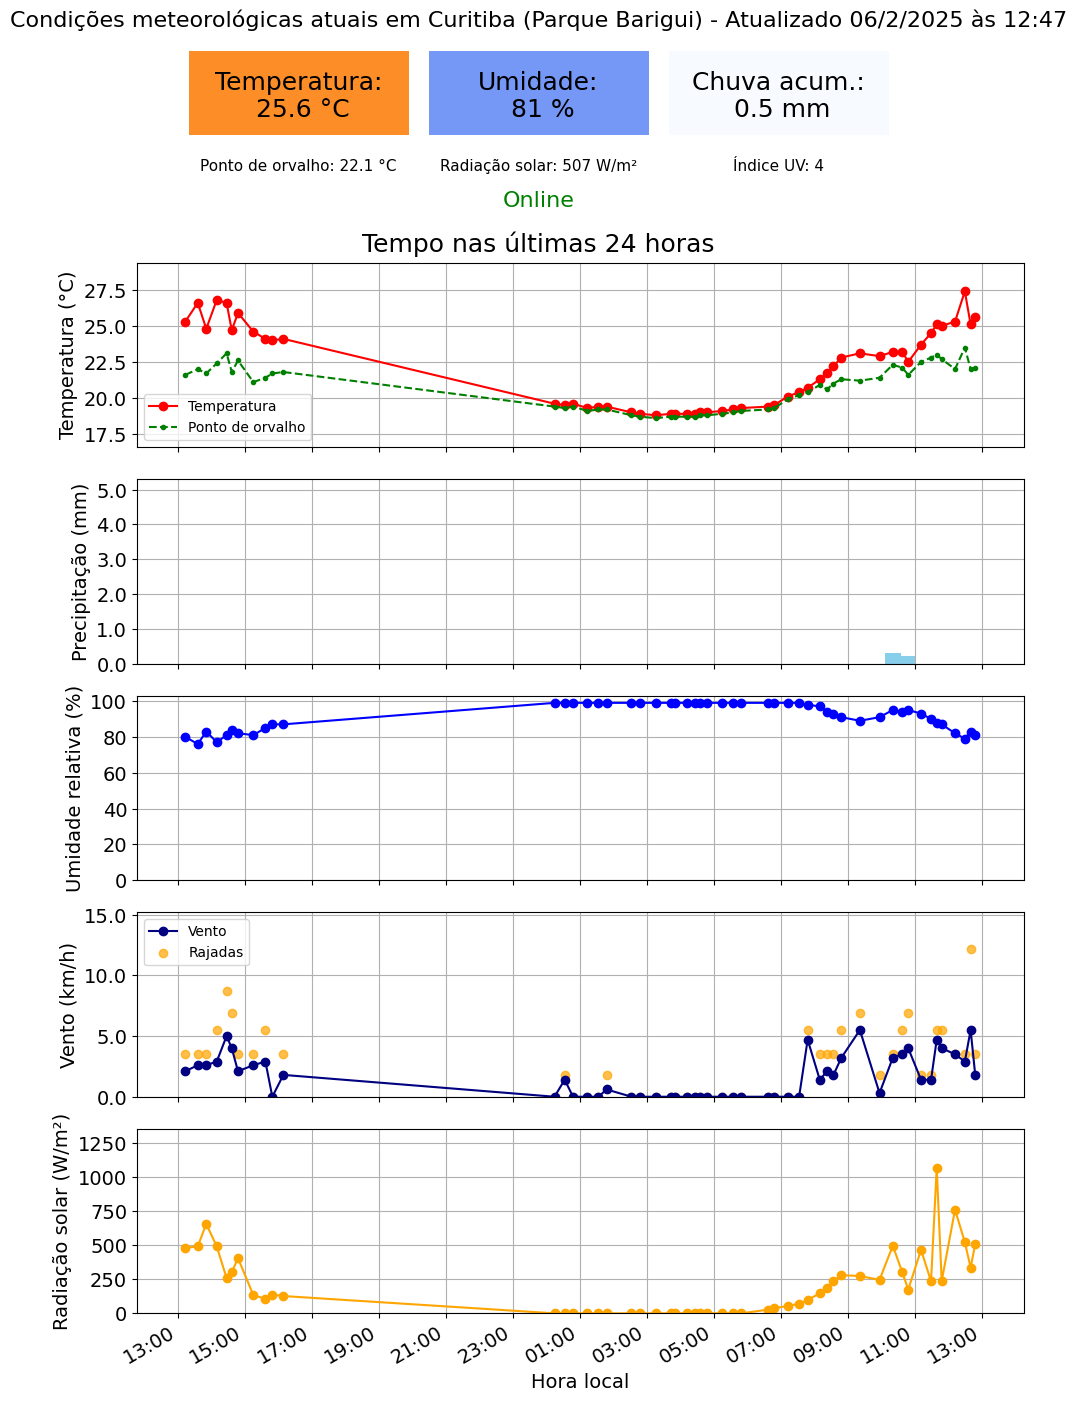 Condições meteorológicas atuais em Curitiba (Parque Barigui) - Atualizado 06/2/2025 às 12:47
Temperatura:
25.6 °C
Umidade:
81 %
Chuva acum.:
0.5 mm
Ponto de orvalho: 22.1 °C
Radiação solar: 507 W/m²
Índice UV: 4
Online
Tempo nas últimas 24 horas
Temperatura (°C)
27.5
25.0
22.5
20.0
17.5
Temperatura
Ponto de orvalho
Precipitação (mm)
5.0
4.0
3.0
2.0
1.0
0.0
Umidade relativa (%)
100
80
60
40
20
0
Vento (km/h)
15.0
10.0
5.0
0.0
Vento
Rajadas
Radiação solar (W/m²)
1250
1000
750
500
250
0
13:00
15:00
17:00
19:00
21:00
23:00
01:00
03:00
05:00
07:00
09:00
11:00
13:00
Hora local